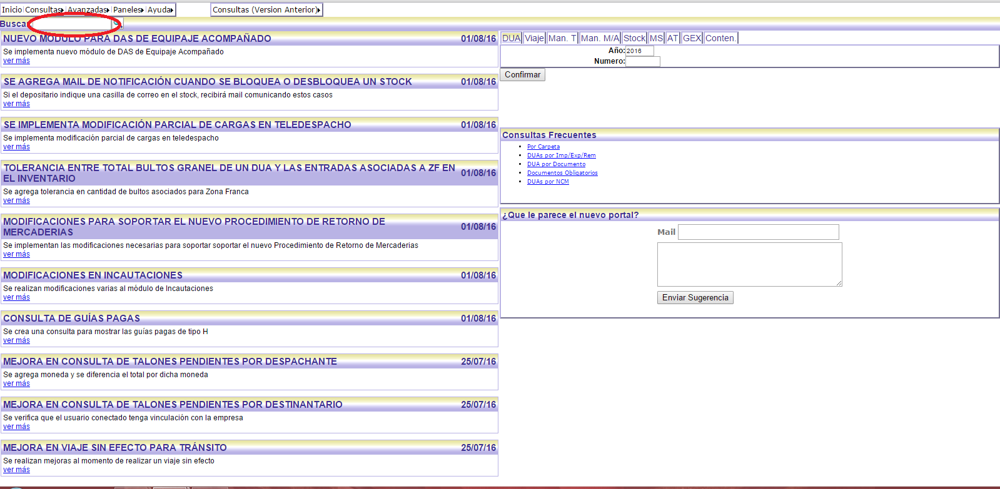 Inicio Consultas Avanzadas Paneles Ayuda Consultas (Version Anterior)
Busca
NUEVO MÓDULO PARA DAS DE EQUIPAJE ACOMPAÑADO 01/08/16
Se implementa nuevo módulo de DAS de Equipaje Acompañado
ver más
SE AGREGA MAIL DE NOTIFICACIÓN CUANDO SE BLOQUEA O DESBLOQUEA UN STOCK 01/08/16
Si el depositario indique una casilla de correo en el stock, recibirá mail comunicando estos casos
ver más
SE IMPLEMENTA MODIFICACIÓN PARCIAL DE CARGAS EN TELEDESPACHO 01/08/16
Se implementa modificación parcial de cargas en teledespacho
ver más
TOLERANCIA ENTRE TOTAL BULTOS GRANEL DE UN DUA Y LAS ENTRADAS ASOCIADAS A ZF EN
EL INVENTARIO 01/08/16
Se agrega tolerancia en cantidad de bultos asociados para Zona Franca
ver más
MODIFICACIONES PARA SOPORTAR EL NUEVO PROCEDIMIENTO DE RETORNO DE
MERCADERIAS 01/08/16
Se implementan las modificaciones necesarias para soportar soportar el nuevo Procedimiento de Retorno de Mercaderias
ver más
MODIFICACIONES EN INCAUTACIONES 01/08/16
Se realizan modificaciones varias al módulo de Incautaciones
ver más
CONSULTA DE GUÍAS PAGAS 01/08/16
Se crea una consulta para mostrar las guías pagas de tipo H
ver más
MEJORA EN CONSULTA DE TALONES PENDIENTES POR DESPACHANTE 25/07/16
Se agrega moneda y se diferencia el total por dicha moneda
ver más
MEJORA EN CONSULTA DE TALONES PENDIENTES POR DESTINANTARIO 25/07/16
Se verifica que el usuario conectado tenga vinculación con la empresa
ver más
MEJORA EN VIAJE SIN EFECTO PARA TRÁNSITO 25/07/16
Se realizan mejoras al momento de realizar un viaje sin efecto
ver más
DUA Viaje Man. T Man. M/A Stock MS AT GEX Conten.
Año: 2016
Numero:
Confirmar
Consultas Frecuentes
Por Carpeta
DUAs por Imp/Exp/Rem
DUA por Documento
Documentos Obligatorios
DUAs por NCM
¿Que le parece el nuevo portal?
Mail
Enviar Sugerencia